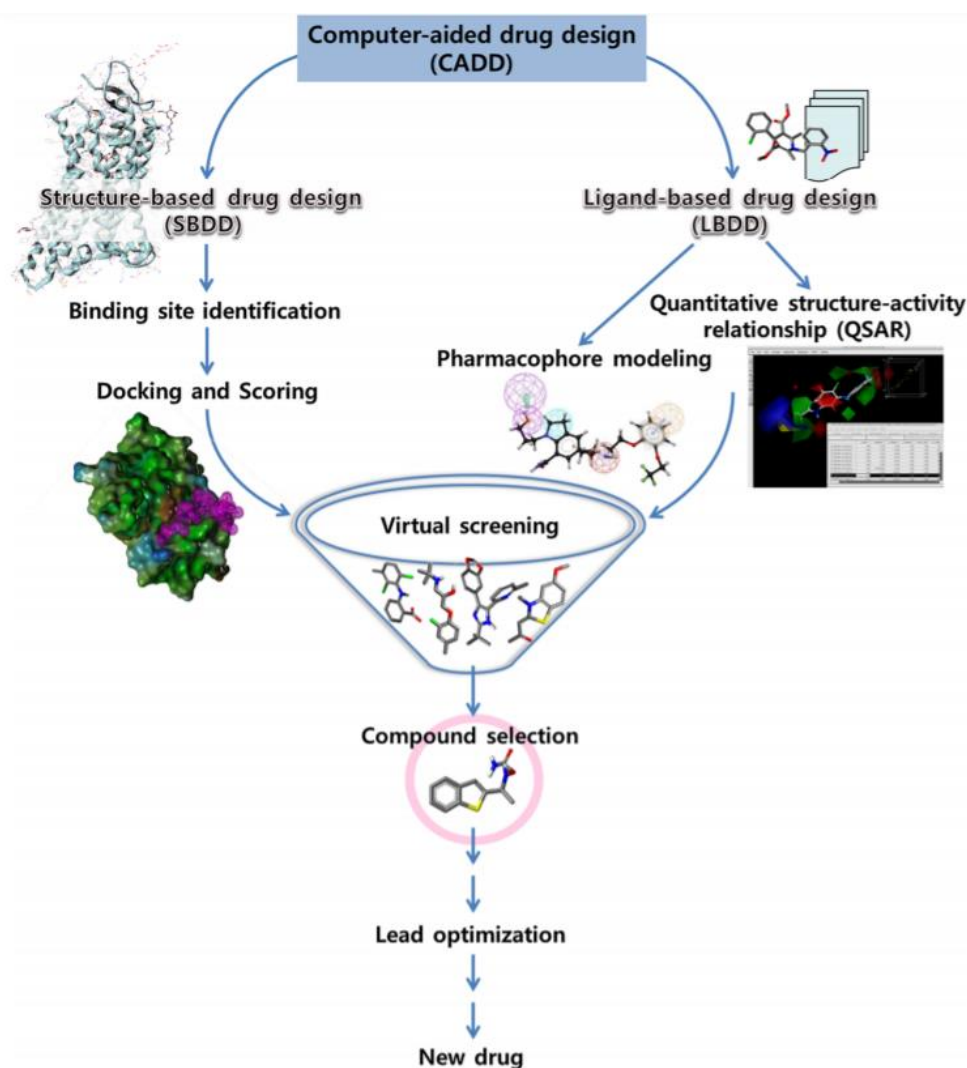 Computer-aided drug design
(CADD)
Structure-based drug design
(SBDD)
Ligand-based drug design
(LBDD)
Binding site identification
Quantitative structure-activity
relationship (QSAR)
Pharmacophore modeling
Docking and Scoring
Virtual screening
Compound selection
Lead optimization
New drug